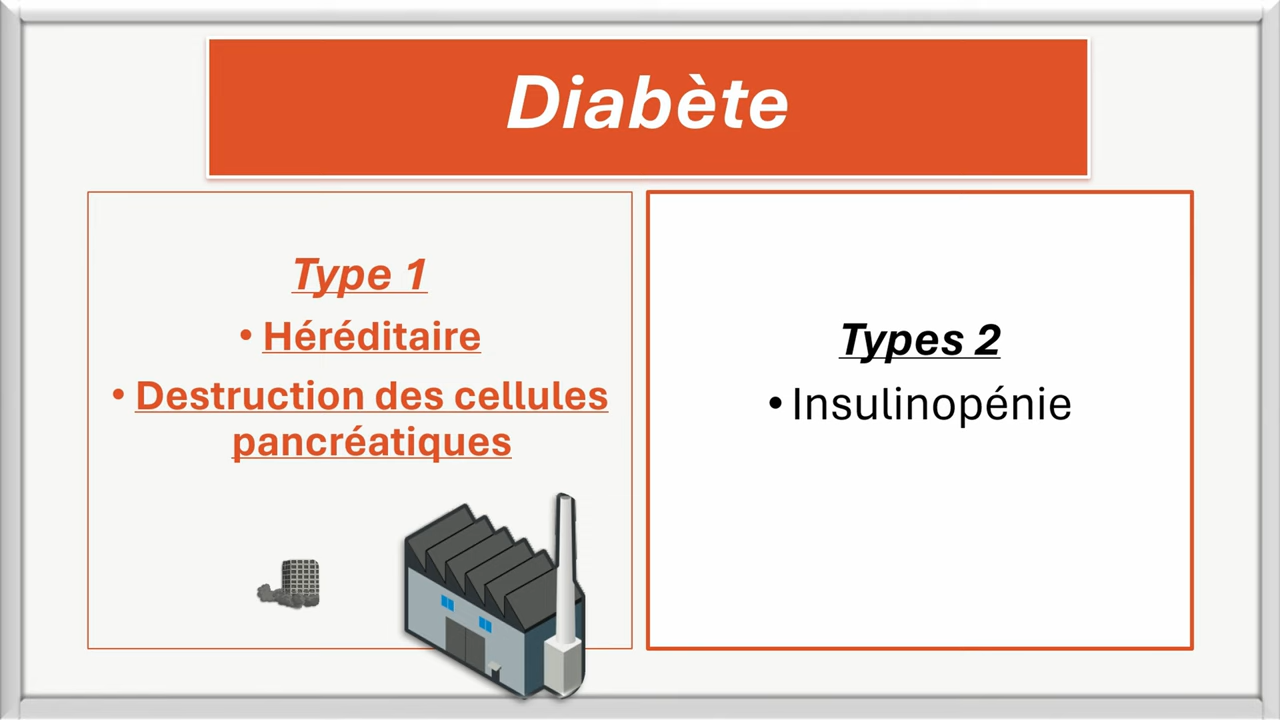 Diabète
Type 1
• Héréditaire
• Destruction des cellules
pancréatiques
Types 2
• Insulinopénie